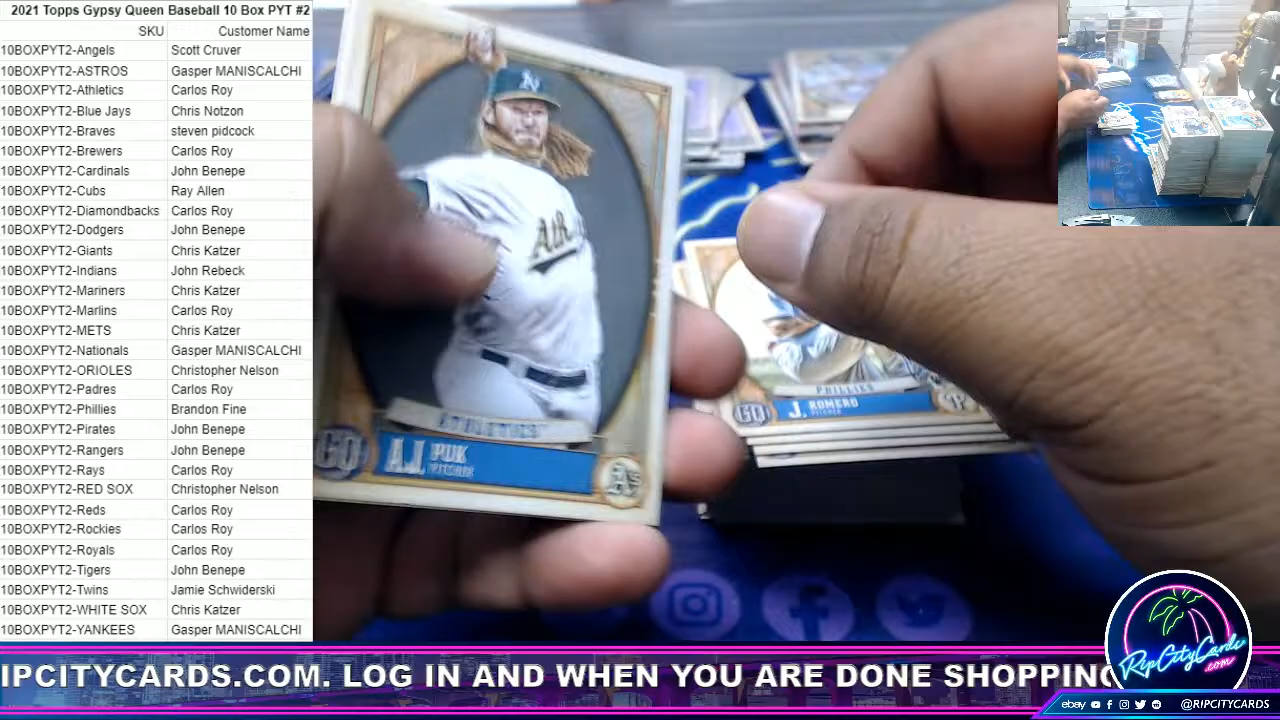 2021 Topps Gypsy Queen Baseball 10 Box PYT #2
SKU Customer Name
10BOXPYT2-Angels Scott Cruver
10BOXPYT2-ASTROS Gasper MANISCALCHI
10BOXPYT2-Athletics Carlos Roy
10BOXPYT2-Blue Jays Chris Notzon
10BOXPYT2-Braves steven pidcock
10BOXPYT2-Brewers Carlos Roy
10BOXPYT2-Cardinals John Benepe
10BOXPYT2-Cubs Ray Allen
10BOXPYT2-Diamondbacks Carlos Roy
10BOXPYT2-Dodgers John Benepe
10BOXPYT2-Giants Chris Katzer
10BOXPYT2-Indians John Rebeck
10BOXPYT2-Mariners Chris Katzer
10BOXPYT2-Marlins Carlos Roy
10BOXPYT2-METS Chris Katzer
10BOXPYT2-Nationals Gasper MANISCALCHI
10BOXPYT2-ORIOLES Christopher Nelson
10BOXPYT2-Padres Carlos Roy
10BOXPYT2-Phillies Brandon Fine
10BOXPYT2-Pirates John Benepe
10BOXPYT2-Rangers John Benepe
10BOXPYT2-Rays Carlos Roy
10BOXPYT2-RED SOX Christopher Nelson
10BOXPYT2-Reds Carlos Roy
10BOXPYT2-Rockies Carlos Roy
10BOXPYT2-Royals Carlos Roy
10BOXPYT2-Tigers John Benepe
10BOXPYT2-Twins Jamie Schwiderski
10BOXPYT2-WHITE SOX Chris Katzer
10BOXPYT2-YANKEES Gasper MANISCALCHI
ATHLETICS
GQ A.J. PUK A's
PITCHER
PHILLIES
GQ J. ROMERO P
PITCHER
RipCityCards
.com
IPCITYCARDS.COM. LOG IN AND WHEN YOU ARE DONE SHOPPING
ebay @RIPCITYCARDS